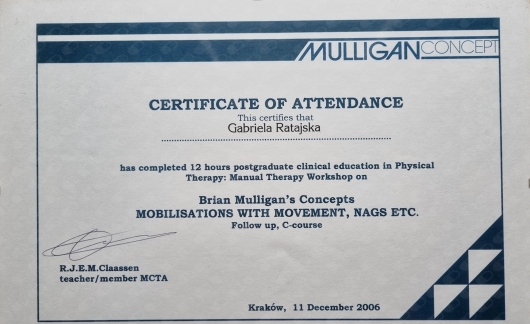 MULLIGAN CONCEPT
CERTIFICATE OF ATTENDANCE
This certifies that
Gabriela Ratajska
has completed 12 hours postgraduate clinical education in Physical
Therapy: Manual Therapy Workshop on
Brian Mulligan's Concepts
MOBILISATIONS WITH MOVEMENT, NAGS ETC.
Follow up, C-course
R.J.E.M.Claassen
teacher/member MCTA
Kraków, 11 December 2006